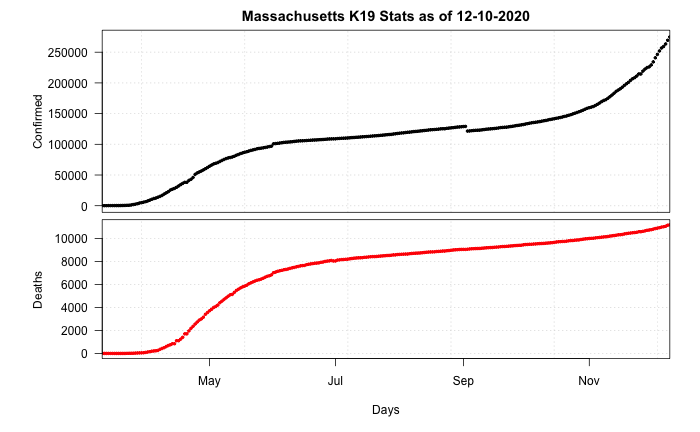 Massachusetts K19 Stats as of 12-10-2020
Confirmed
250000
200000
150000
100000
50000
0
Deaths
10000
8000
6000
4000
2000
0
May Jul Sep Nov
Days